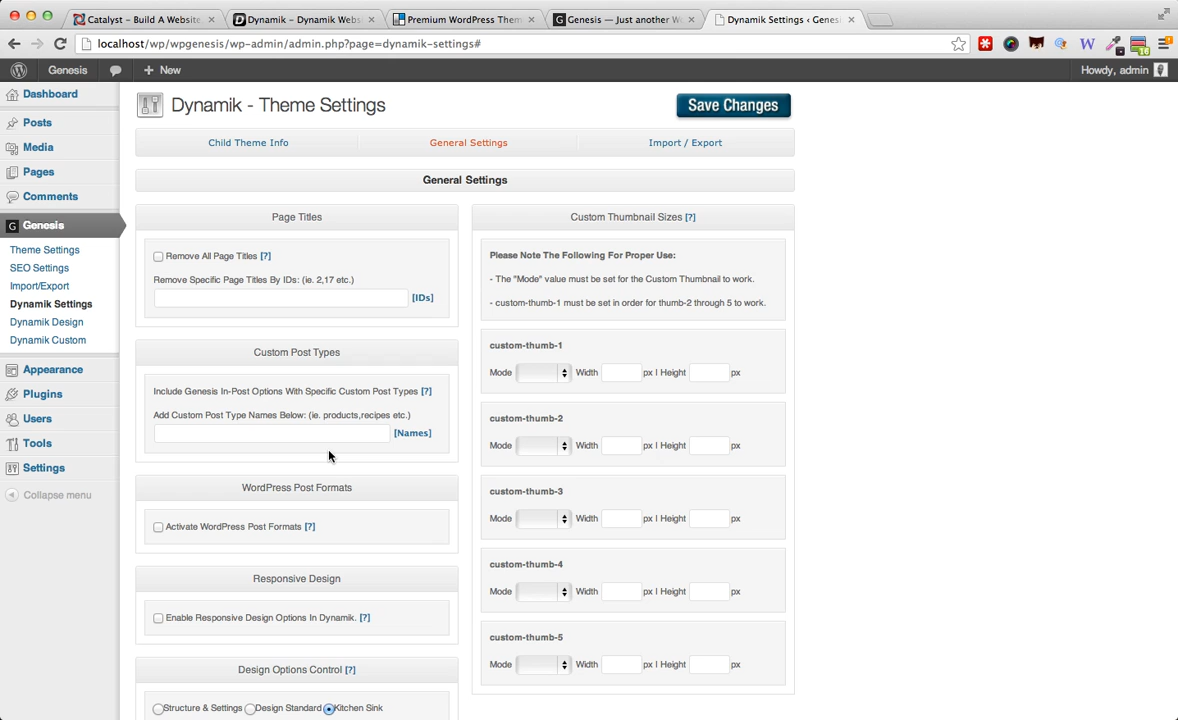 Catalyst – Build A Website.
Dynamik – Dynamik Webs
Premium WordPress Them
Genesis — Just another W
Dynamik Settings ‹ Genesi
localhost/wp/wpgenesis/wp-admin/admin.php?page=dynamik-settings#
Genesis
+ New
Howdy, admin
Dashboard
Posts
Media
Pages
Comments
Genesis
Theme Settings
SEO Settings
Import/Export
Dynamik Settings
Dynamik Design
Dynamik Custom
Appearance
Plugins
Users
Tools
Settings
Collapse menu
Dynamik - Theme Settings
Save Changes
Child Theme Info
General Settings
Import / Export
General Settings
Page Titles
Remove All Page Titles [?]
Remove Specific Page Titles By IDs: (ie. 2,17 etc.)
[IDs]
Custom Post Types
Include Genesis In-Post Options With Specific Custom Post Types [?]
Add Custom Post Type Names Below: (ie. products,recipes etc.)
[Names]
WordPress Post Formats
Activate WordPress Post Formats [?]
Responsive Design
Enable Responsive Design Options In Dynamik. [?]
Design Options Control [?]
Structure & Settings Design Standard Kitchen Sink
Custom Thumbnail Sizes [?]
Please Note The Following For Proper Use:
- The "Mode" value must be set for the Custom Thumbnail to work.
- custom-thumb-1 must be set in order for thumb-2 through 5 to work.
custom-thumb-1
Mode Width px | Height px
custom-thumb-2
Mode Width px | Height px
custom-thumb-3
Mode Width px | Height px
custom-thumb-4
Mode Width px | Height px
custom-thumb-5
Mode Width px | Height px